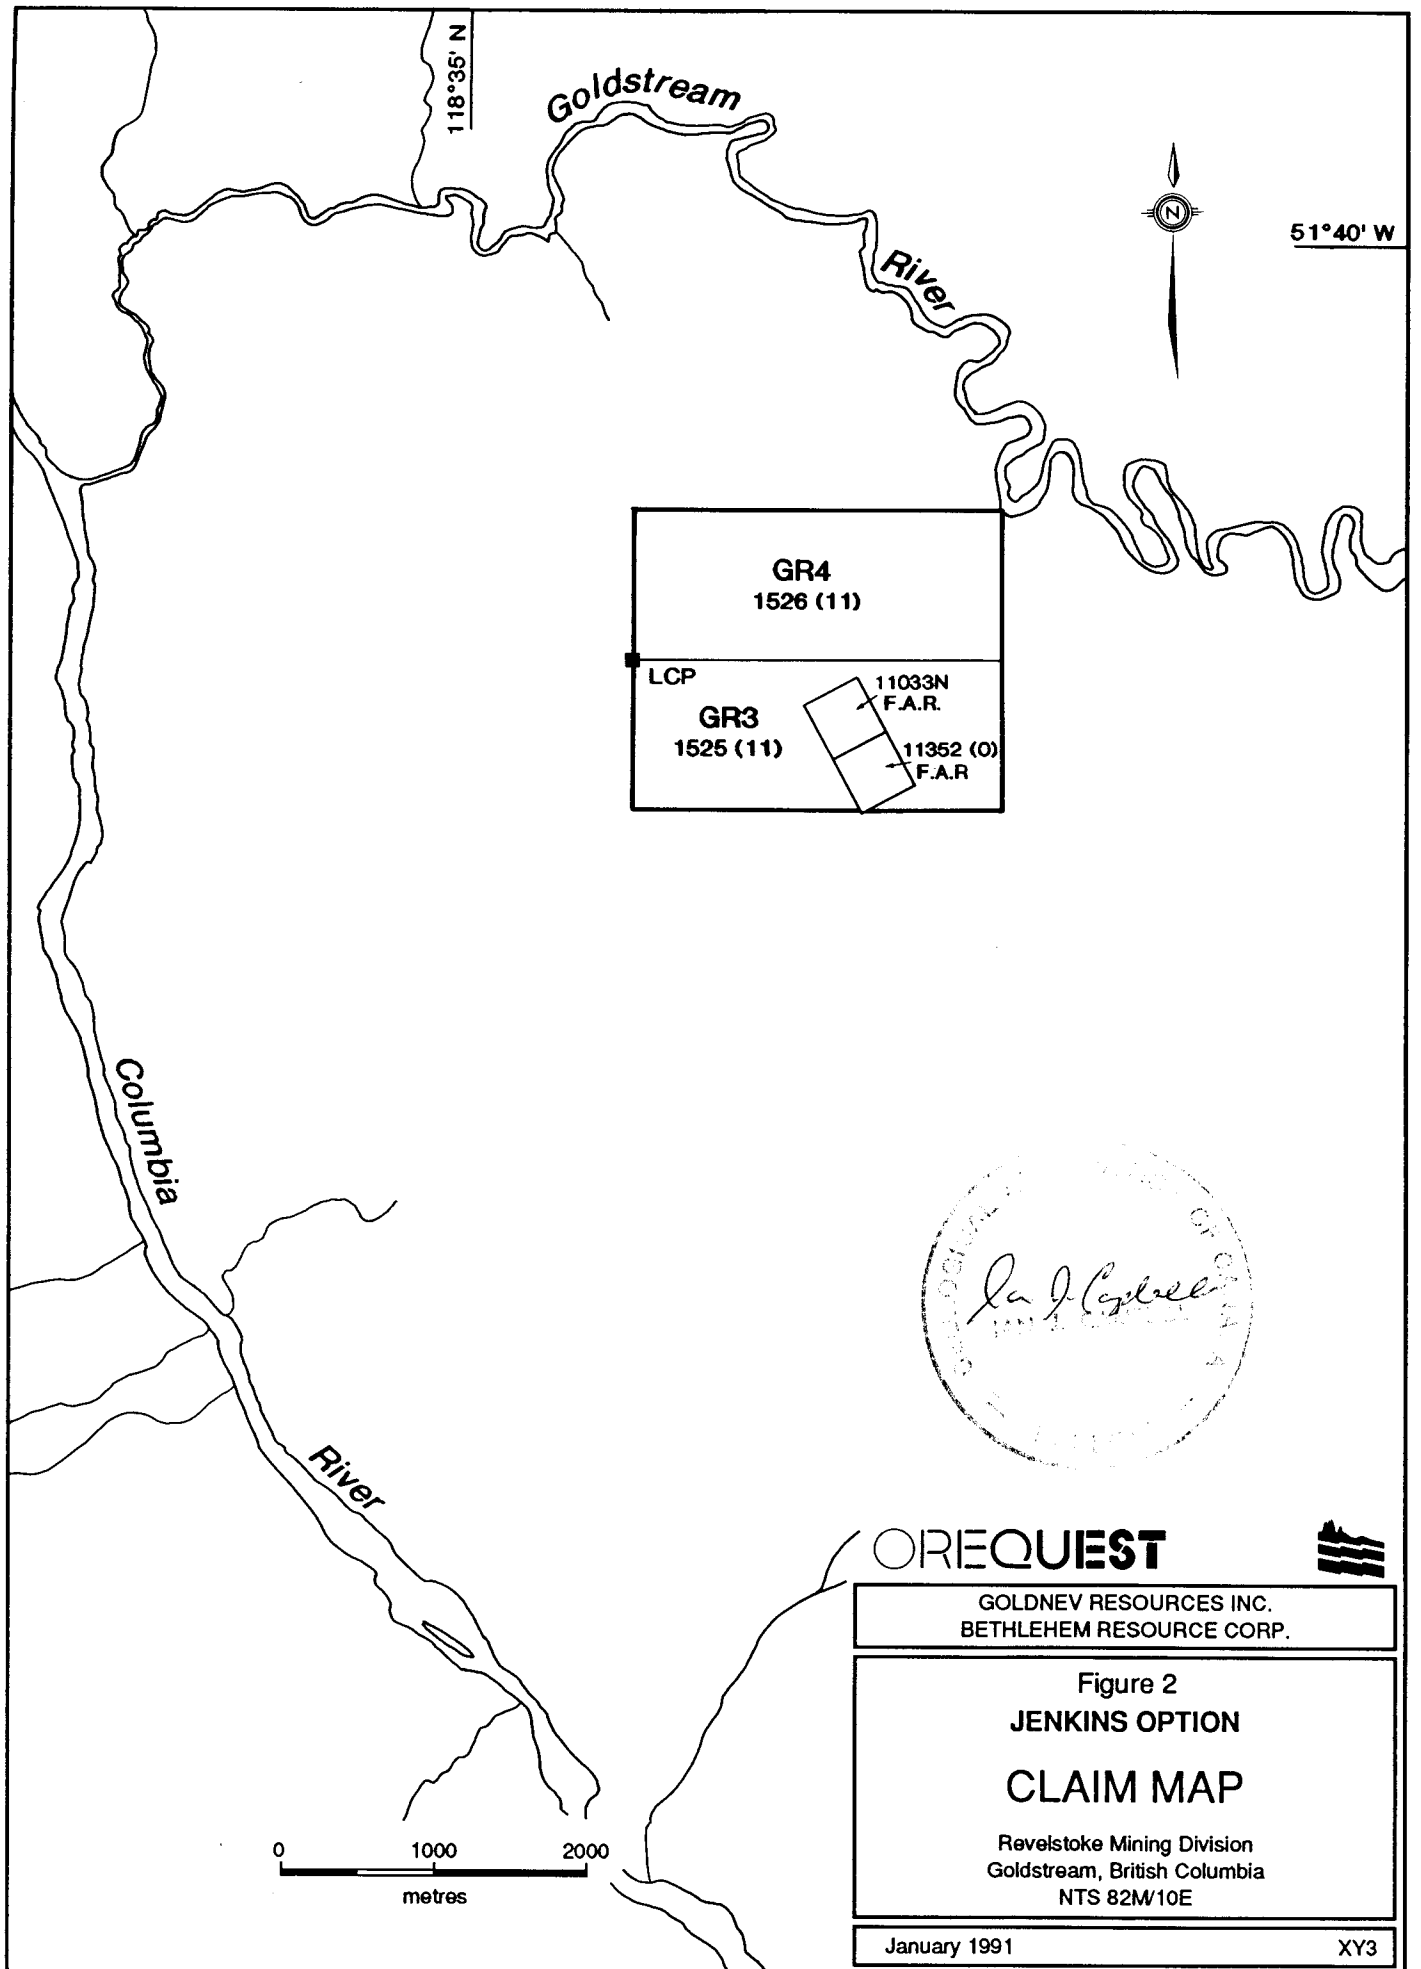 118°35' N
Goldstream
River
N
51°40' W
GR4
1526 (11)
LCP
11033N
F.A.R.
GR3
1525 (11)
11352 (0)
F.A.R
Columbia
River
OF
OREQUEST
GOLDNEV RESOURCES INC.
BETHLEHEM RESOURCE CORP.
Figure 2
JENKINS OPTION
CLAIM MAP
Revelstoke Mining Division
Goldstream, British Columbia
NTS 82M/10E
0 1000 2000
metres
January 1991 XY3